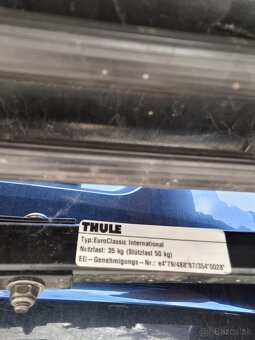 THULE
Typ: EuroClassic International
Nutzlast: 35 kg (Stützlast 50 kg)
EG - Genehmigungs - Nr.: e4*79/488*87/354*0028*
Bazos.sk